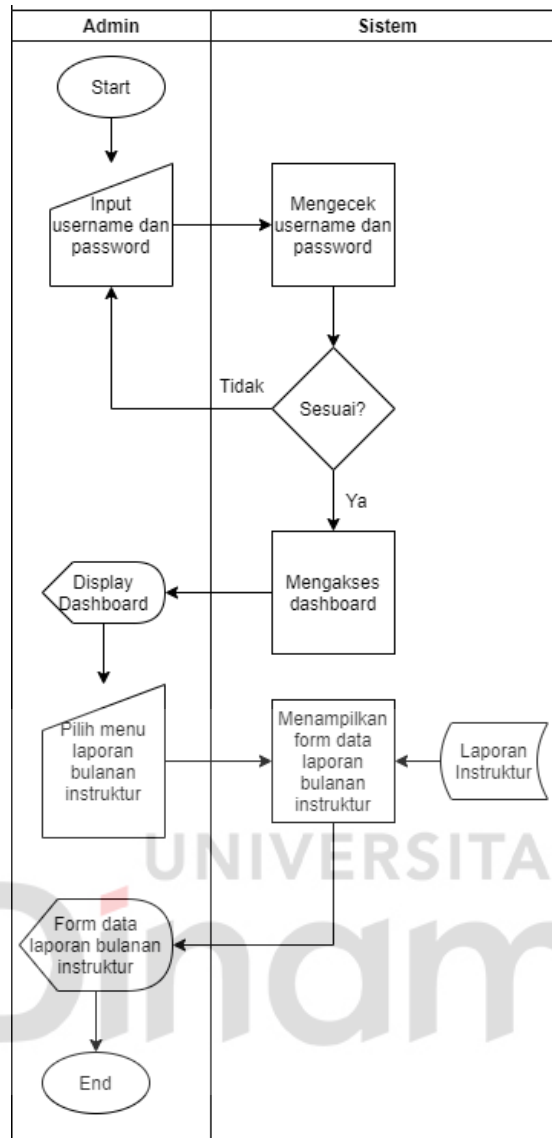 Admin
Sistem
Start
Input
username dan
password
Mengecek
username dan
password
Tidak
Sesuai?
Ya
Display
Dashboard
Mengakses
dashboard
Pilih menu
laporan
bulanan
instruktur
Menampilkan
form data
laporan
bulanan
instruktur
Laporan
Instruktur
UNIVERSITA
Dinam
Form data
laporan bulanan
instruktur
End